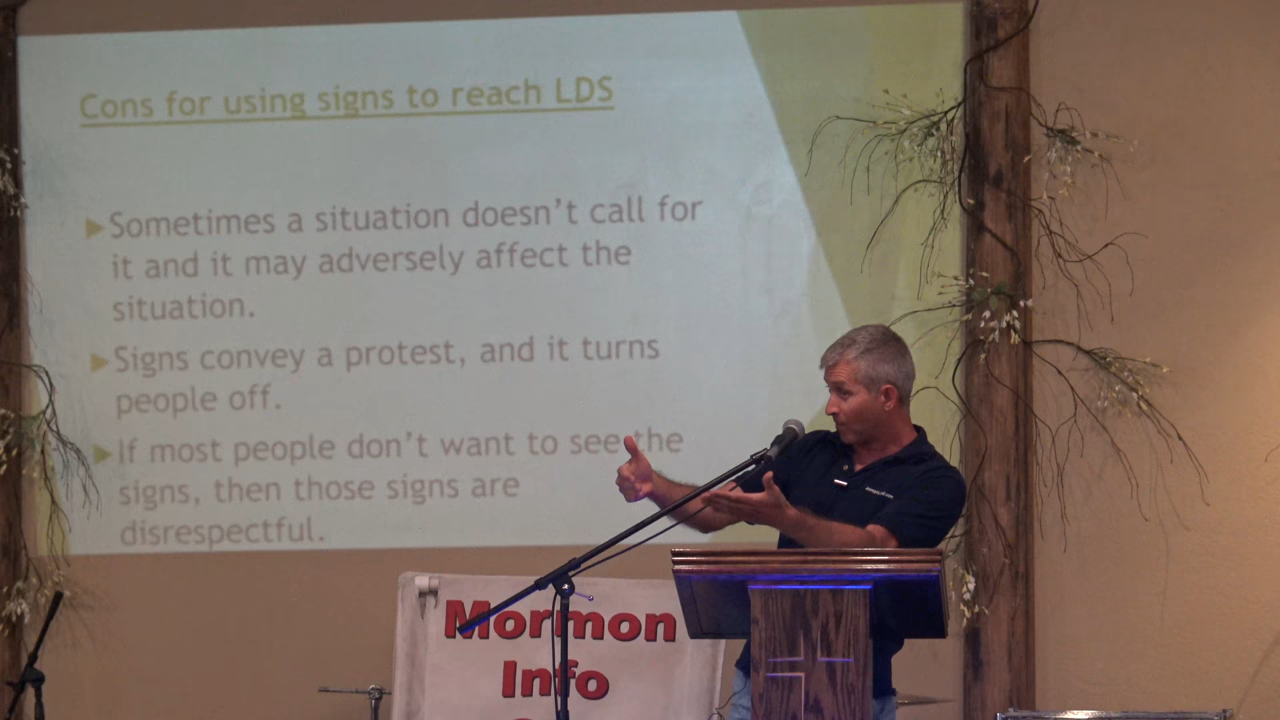 Cons for using signs to reach LDS
Sometimes a situation doesn't call for
it and it may adversely affect the
situation.
Signs convey a protest, and it turns
people off.
If most people don't want to see the
signs, then those signs are
disrespectful.
Mormon
Info